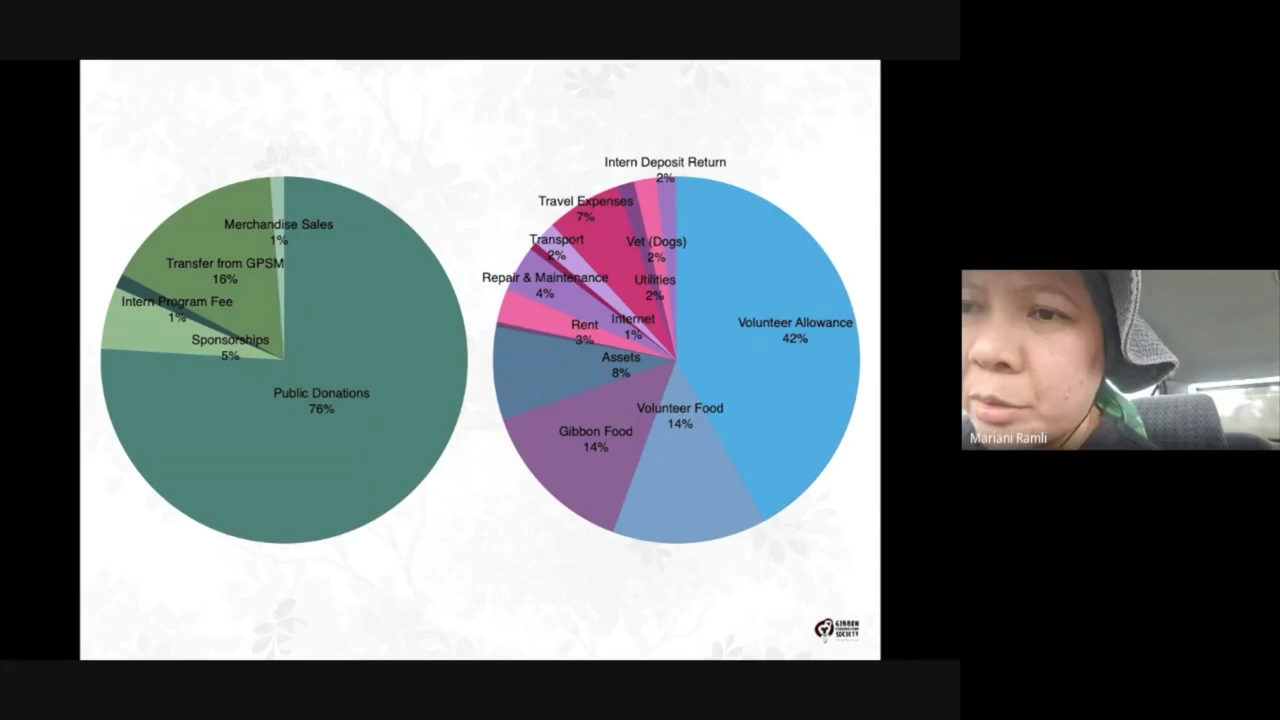 Merchandise Sales
1%
Transfer from GPSM
16%
Intern Program Fee
1%
Sponsorships
5%
Public Donations
76%
Intern Deposit Return
2%
Travel Expenses
7%
Transport
2%
Vet (Dogs)
2%
Repair & Maintenance
4%
Utilities
2%
Internet
1%
Rent
3%
Assets
8%
Volunteer Allowance
42%
Volunteer Food
14%
Gibbon Food
14%
GIBBON
SOCIETY
Mariani Ramli